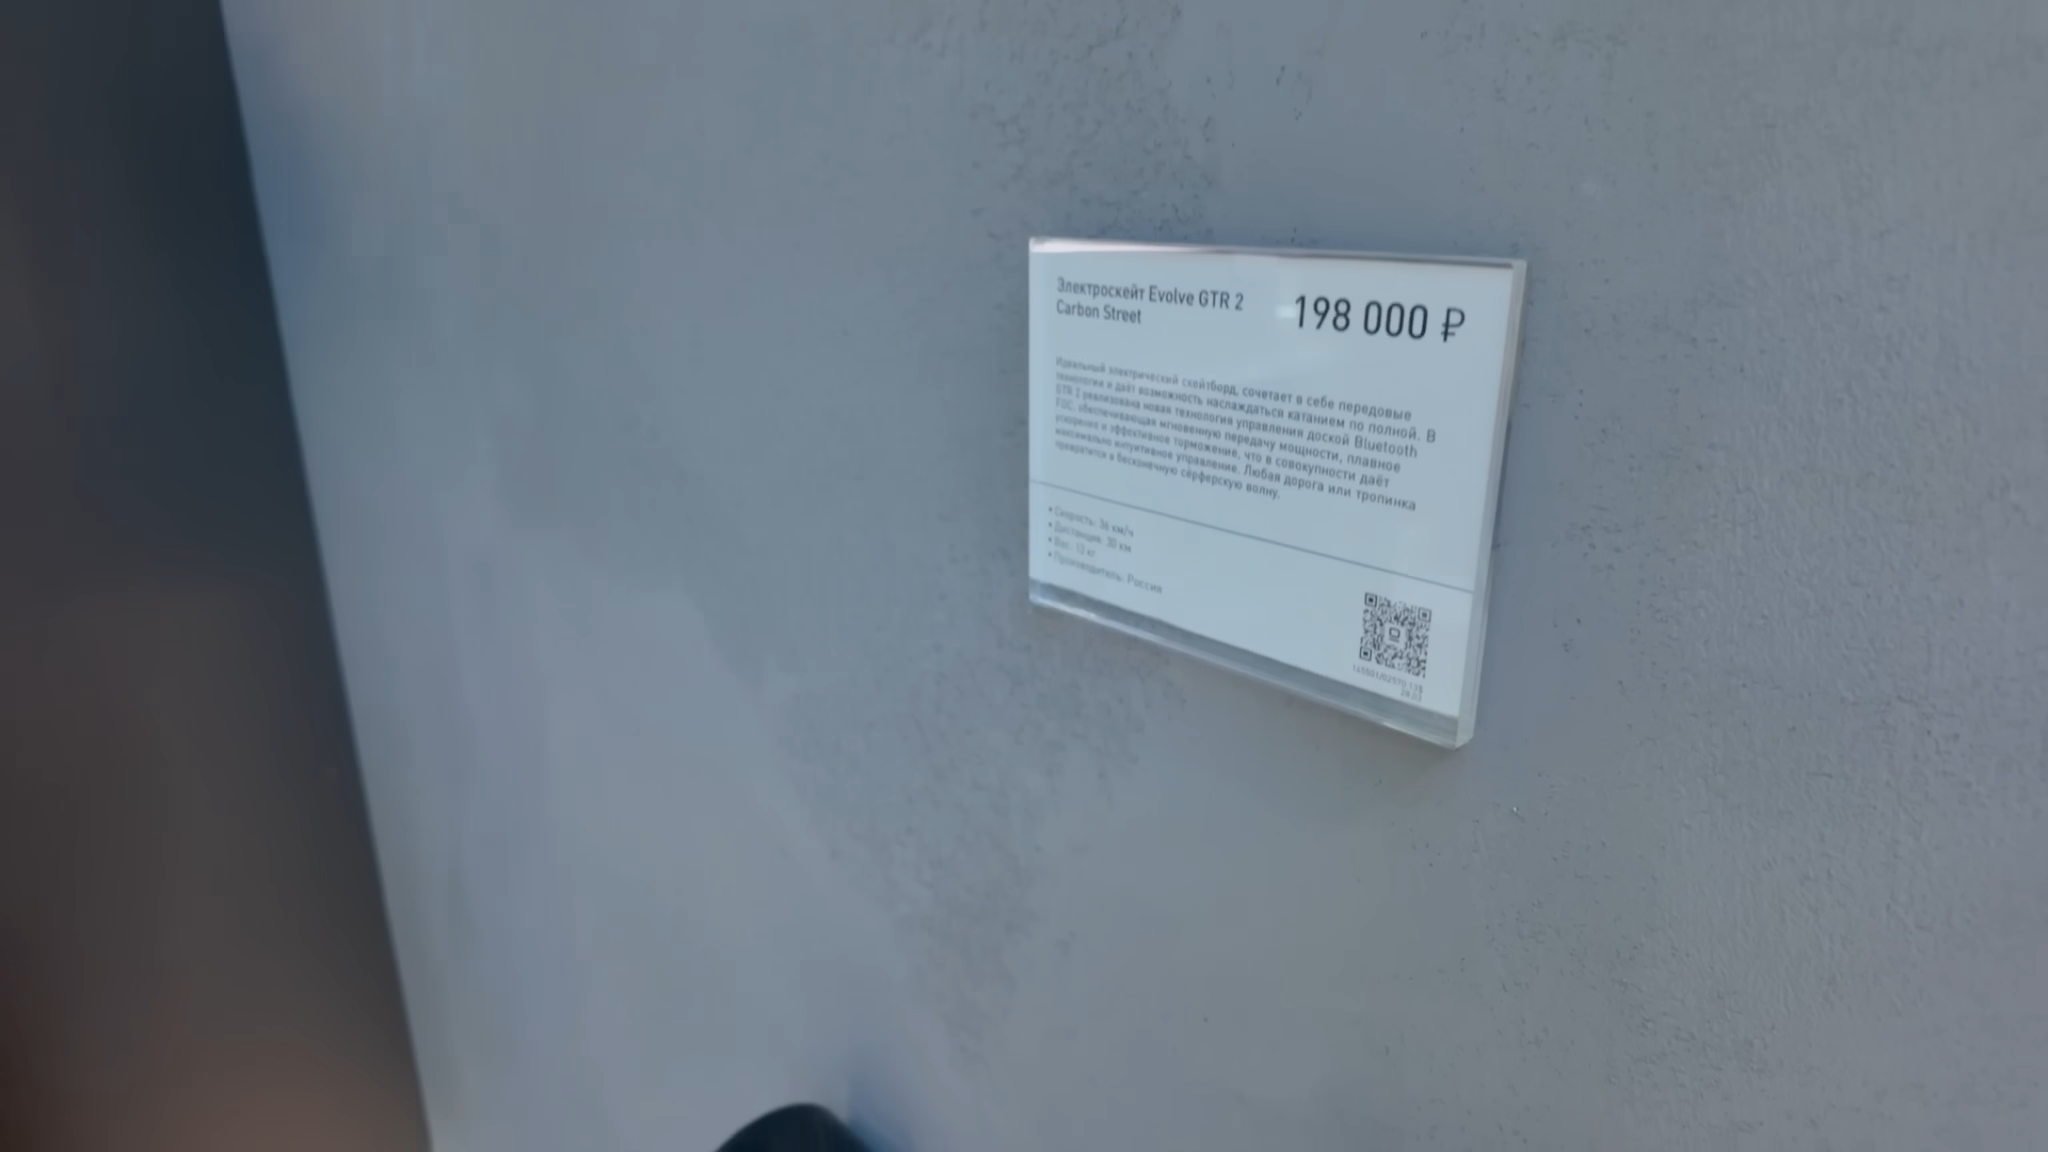 Электроскейт Evolve GTR 2
Carbon Street
198 000 ₽
Идеальный электрический скейтборд, сочетает в себе передовые
технологии и даёт возможность наслаждаться катанием по полной. В
GTR 2 реализована новая технология управления доской Bluetooth
FOC, обеспечивающая мгновенную передачу мощности, плавное
ускорение и эффективное торможение, что в совокупности даёт
максимально интуитивное управление. Любая дорога или тропинка
превратится в бесконечную сёрферскую волну.
• Скорость: 36 км/ч
• Дистанция: 30 км
• Вес: 12 кг
• Производитель: Россия